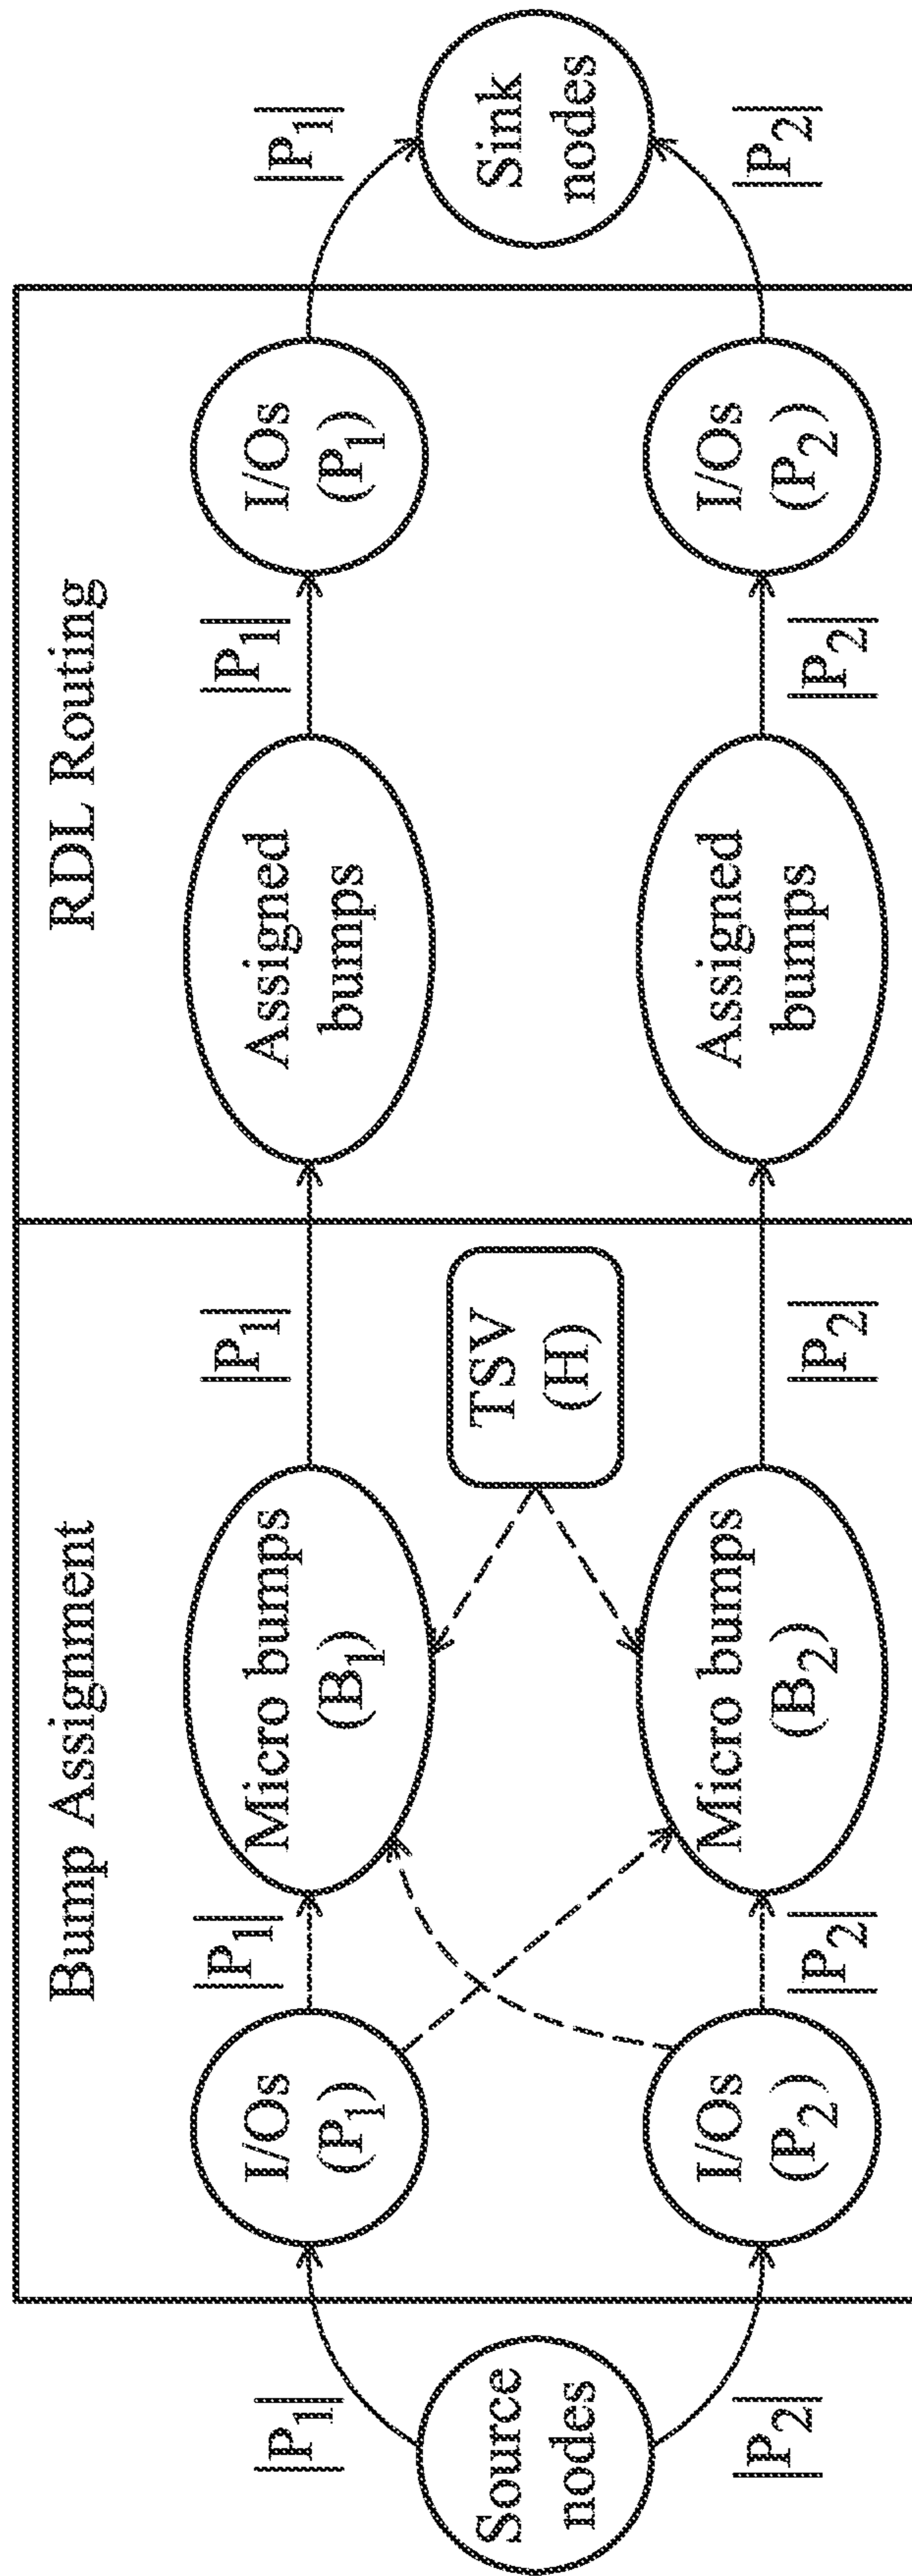 Bump Assignment
RDL Routing
Source
nodes
|P₁|
|P₂|
I/Os
(P₁)
I/Os
(P₂)
|P₁|
|P₂|
Micro bumps
(B₁)
Micro bumps
(B₂)
TSV
(H)
|P₁|
|P₂|
Assigned
bumps
Assigned
bumps
|P₁|
|P₂|
I/Os
(P₁)
I/Os
(P₂)
|P₁|
|P₂|
Sink
nodes